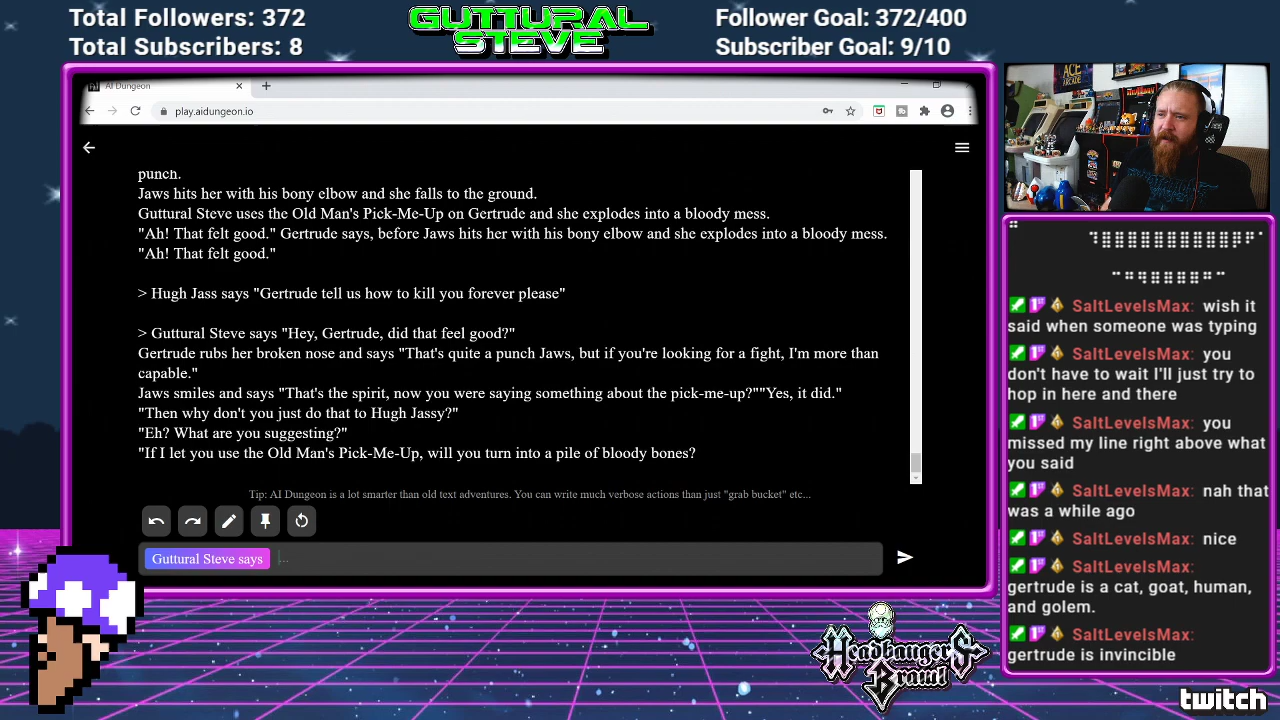 Total Followers: 372
Total Subscribers: 8
GUTTURAL
STEVE
Follower Goal: 372/400
Subscriber Goal: 9/10
AI Dungeon
play.aidungeon.io
punch.
Jaws hits her with his bony elbow and she falls to the ground.
Guttural Steve uses the Old Man's Pick-Me-Up on Gertrude and she explodes into a bloody mess.
"Ah! That felt good." Gertrude says, before Jaws hits her with his bony elbow and she explodes into a bloody mess.
"Ah! That felt good."
> Hugh Jass says "Gertrude tell us how to kill you forever please"
> Guttural Steve says "Hey, Gertrude, did that feel good?"
Gertrude rubs her broken nose and says "That's quite a punch Jaws, but if you're looking for a fight, I'm more than
capable."
Jaws smiles and says "That's the spirit, now you were saying something about the pick-me-up?""Yes, it did."
"Then why don't you just do that to Hugh Jassy?"
"Eh? What are you suggesting?"
"If I let you use the Old Man's Pick-Me-Up, will you turn into a pile of bloody bones?
Tip: AI Dungeon is a lot smarter than old text adventures. You can write much verbose actions than just "grab bucket" etc...
Guttural Steve says ...
ACE
ARCADE
SaltLevelsMax: wish it
said when someone was typing
SaltLevelsMax: you
don't have to wait I'll just try to
hop in here and there
SaltLevelsMax: you
missed my line right above what
you said
SaltLevelsMax: nah that
was a while ago
SaltLevelsMax: nice
SaltLevelsMax:
gertrude is a cat, goat, human,
and golem.
SaltLevelsMax:
gertrude is invincible
Headbangers
Brawl
twitch